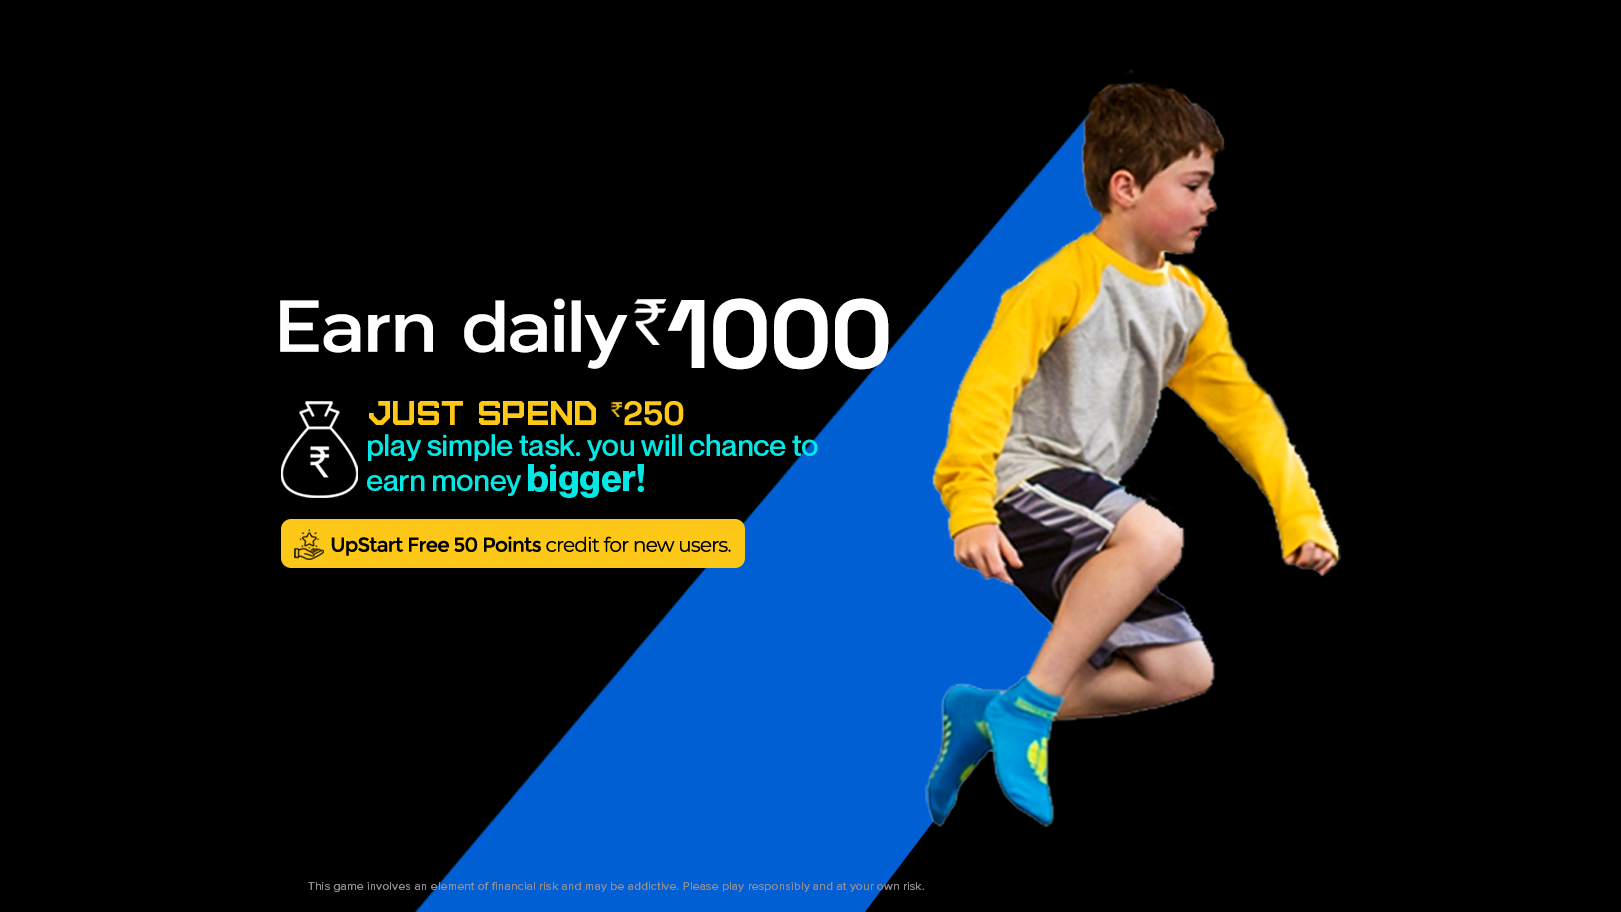 Earn daily ₹1000
JUST SPEND ₹250
play simple task. you will chance to
earn money bigger!
₹
UpStart Free 50 Points credit for new users.
This game involves an element of financial risk and may be addictive. Please play responsibly and at your own risk.